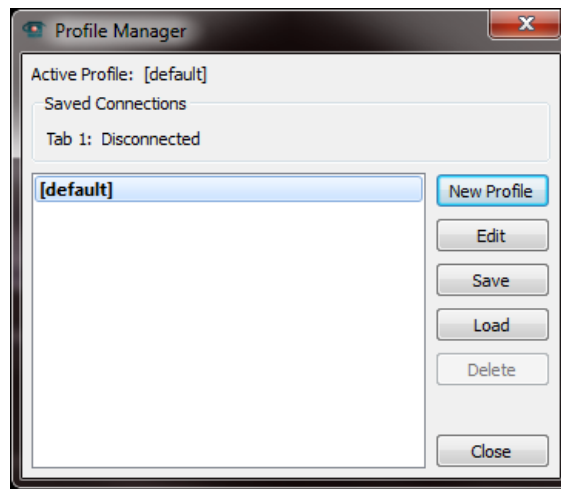 Profile Manager
Active Profile: [default]
Saved Connections
Tab 1: Disconnected
[default]
New Profile
Edit
Save
Load
Delete
Close